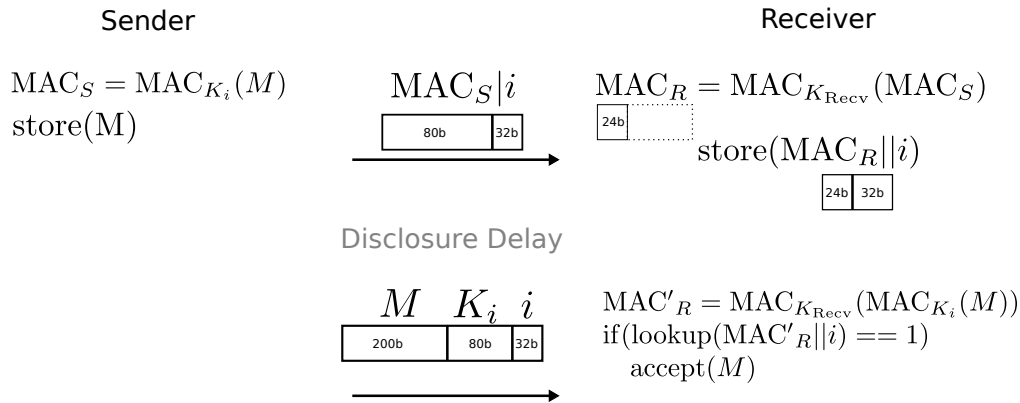 Sender
Receiver
MAC_S = MAC_{K_i}(M)
store(M)
MAC_S|i
80b 32b
MAC_R = MAC_{K_Recv}(MAC_S)
24b
store(MAC_R||i)
24b 32b
Disclosure Delay
M K_i i
200b 80b 32b
MAC'_R = MAC_{K_Recv}(MAC_{K_i}(M))
if(lookup(MAC'_R||i) == 1)
accept(M)